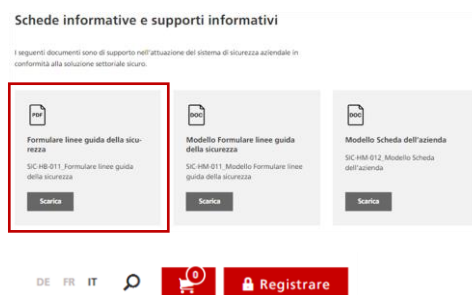 Schede informative e supporti informativi
I seguenti documenti sono di supporto nell'attuazione del sistema di sicurezza aziendale in
conformità alla soluzione settoriale sicuro.
PDF
Formulare linee guida della sicu-
rezza
SIC-HB-011_Formulare linee guida
della sicurezza
Scarica
DOC
Modello Formulare linee guida
della sicurezza
SIC-HM-011_Modello Formulare linee
guida della sicurezza
Scarica
DOC
Modello Scheda dell'azienda
SIC-HM-012_Modello Scheda
dell'azienda
Scarica
DE FR IT 0 Registrare